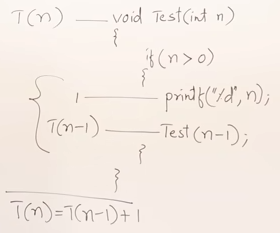 T(n) — void Test(int n)
{
if(n>0)
{
1 — printf("%d", n);
T(n-1) — Test(n-1);
}
}
T(n)=T(n-1)+1